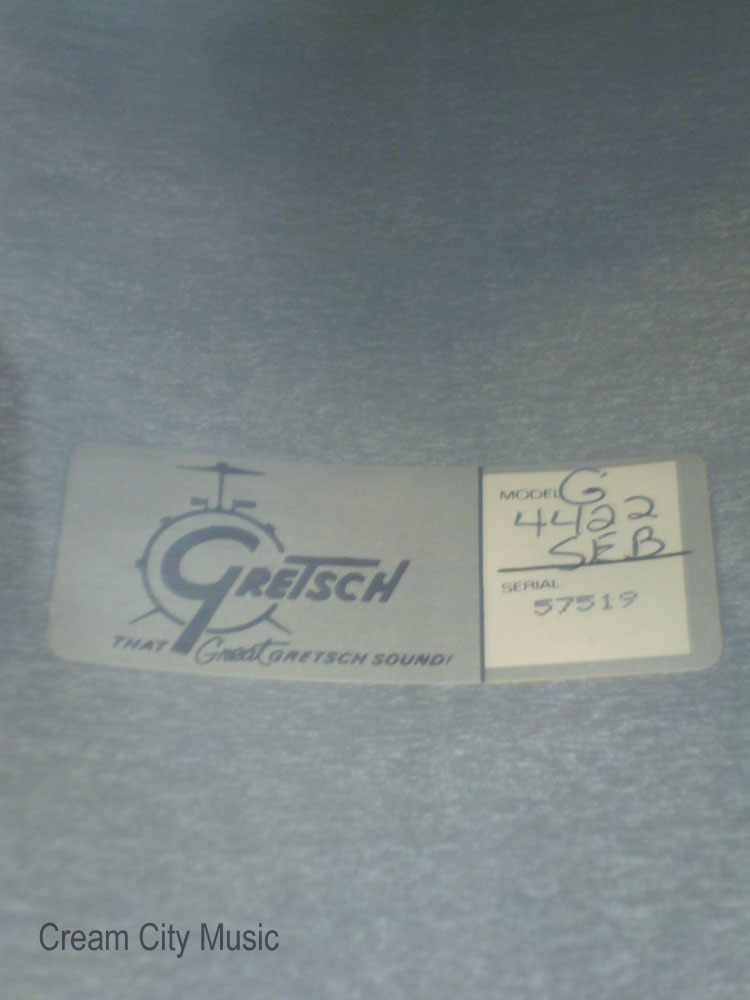 GRETSCH
THAT Great GRETSCH SOUND!
MODEL G
4422
SEB
SERIAL
57519
Cream City Music